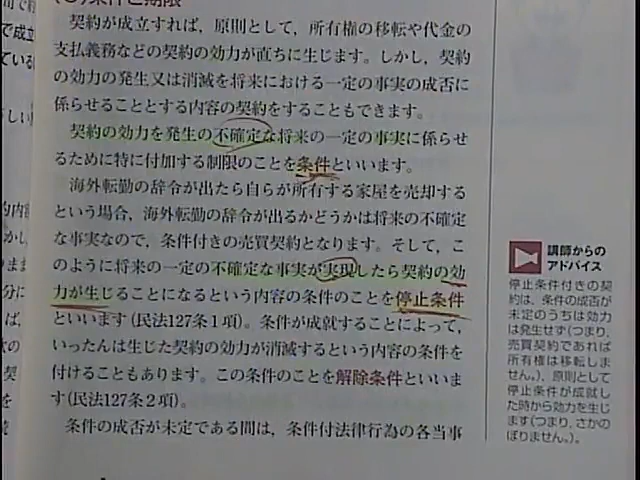 条件と期限
契約が成立すれば，原則として，所有権の移転や代金の
支払義務などの契約の効力が直ちに生じます。しかし，契約
の効力の発生又は消滅を将来における一定の事実の成否に
係らせることとする内容の契約をすることもできます。
契約の効力を発生の不確定な将来の一定の事実に係らせ
るために特に付加する制限のことを条件といいます。
海外転勤の辞令が出たら自らが所有する家屋を売却する
という場合，海外転勤の辞令が出るかどうかは将来の不確定
な事実なので，条件付きの売買契約となります。そして，こ
のように将来の一定の不確定な事実が実現したら契約の効
力が生じることになるという内容の条件のことを停止条件
といいます(民法127条1項)。条件が成就することによって，
いったんは生じた契約の効力が消滅するという内容の条件を
付けることもあります。この条件のことを解除条件といいま
す(民法127条2項)。
条件の成否が未定である間は，条件付法律行為の各当事
講師からの
アドバイス
停止条件付きの契
約は，条件の成否が
未定のうちは効力
は発生せず(つまり，
売買契約であれば
所有権は移転しま
せん。)，原則として
停止条件が成就し
た時から効力を生じ
ます(つまり，さかの
ぼりません。)。